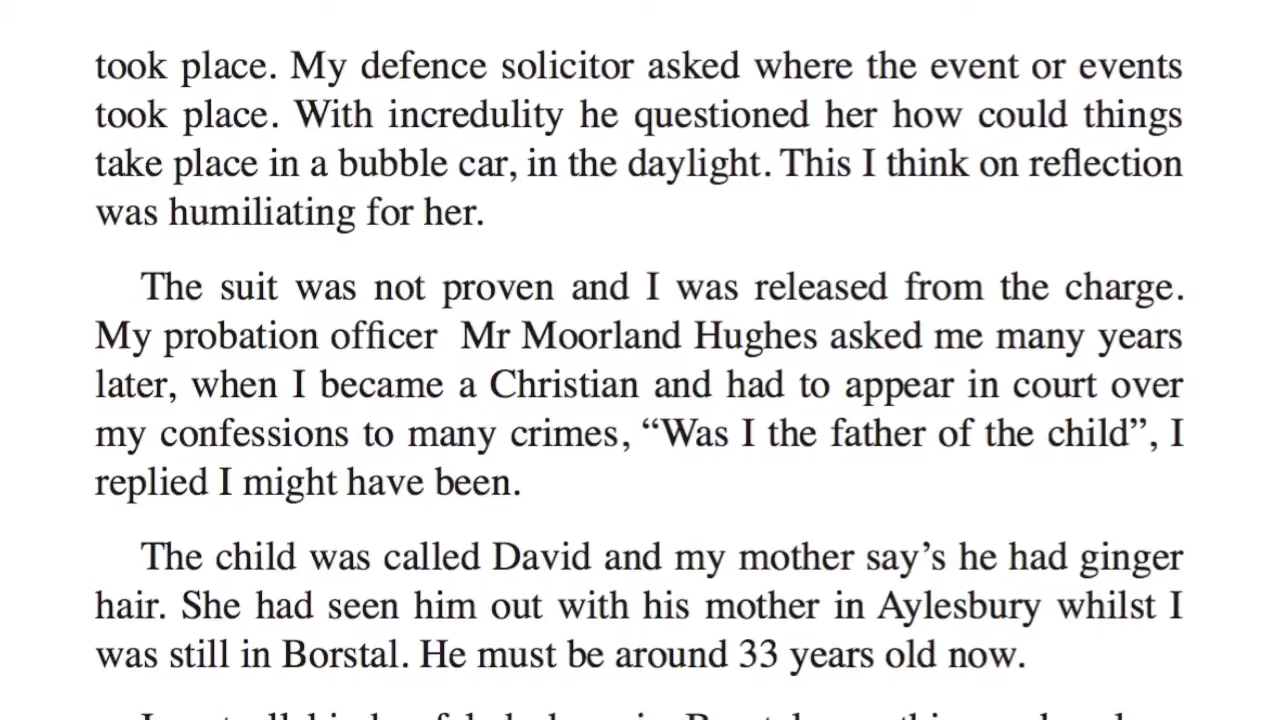 took place. My defence solicitor asked where the event or events
took place. With incredulity he questioned her how could things
take place in a bubble car, in the daylight. This I think on reflection
was humiliating for her.
The suit was not proven and I was released from the charge.
My probation officer Mr Moorland Hughes asked me many years
later, when I became a Christian and had to appear in court over
my confessions to many crimes, “Was I the father of the child”, I
replied I might have been.
The child was called David and my mother say’s he had ginger
hair. She had seen him out with his mother in Aylesbury whilst I
was still in Borstal. He must be around 33 years old now.